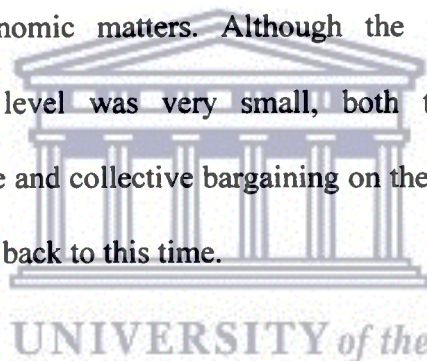 nomic matters. Although the
level was very small, both t
e and collective bargaining on the
back to this time.
UNIVERSITY of the